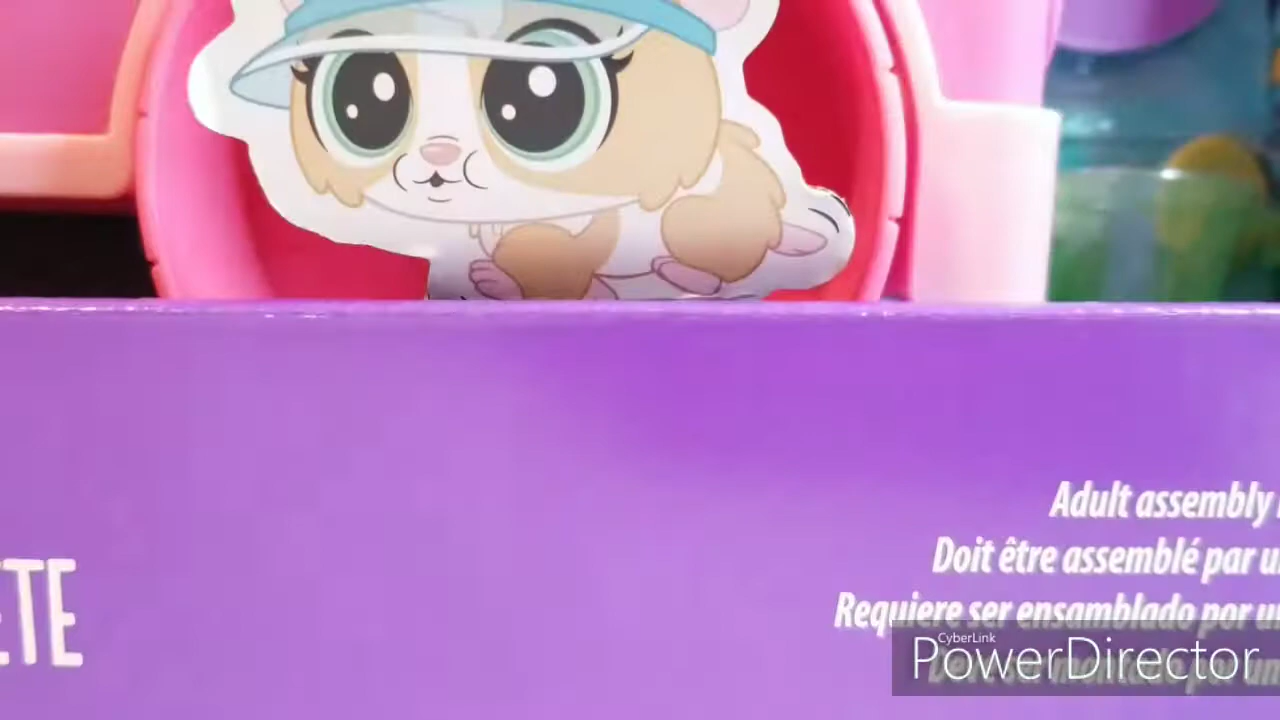 Adult assembly
Doit être assemblé par
Requiere ser ensamblado por
ETE
CyberLink
PowerDirector